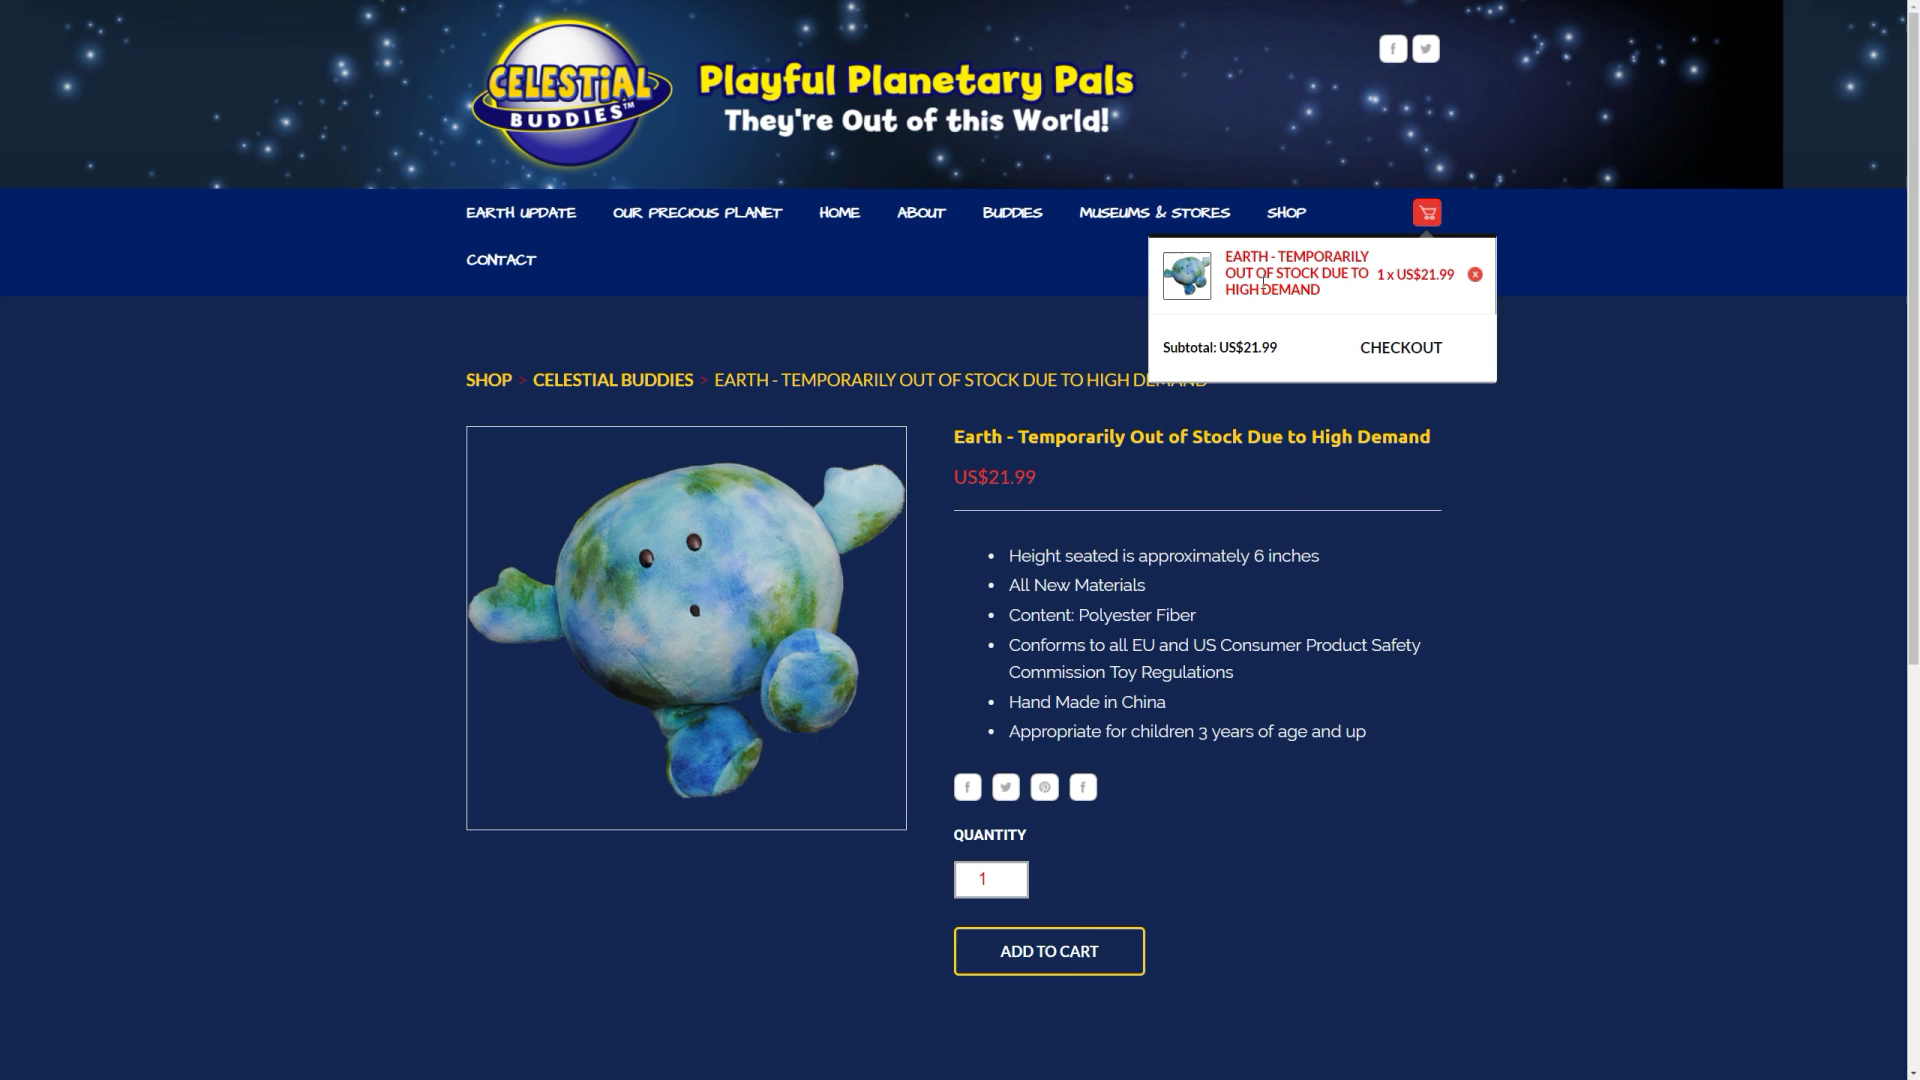 CELESTIAL
BUDDIES™
Playful Planetary Pals
They're Out of this World!
EARTH UPDATE
OUR PRECIOUS PLANET
HOME
ABOUT
BUDDIES
MUSEUMS & STORES
SHOP
CONTACT
EARTH - TEMPORARILY
OUT OF STOCK DUE TO
HIGH DEMAND
1 x US$21.99
x
Subtotal: US$21.99
CHECKOUT
SHOP > CELESTIAL BUDDIES > EARTH - TEMPORARILY OUT OF STOCK DUE TO HIGH DEMAND
Earth - Temporarily Out of Stock Due to High Demand
US$21.99
• Height seated is approximately 6 inches
• All New Materials
• Content: Polyester Fiber
• Conforms to all EU and US Consumer Product Safety
Commission Toy Regulations
• Hand Made in China
• Appropriate for children 3 years of age and up
QUANTITY
1
ADD TO CART